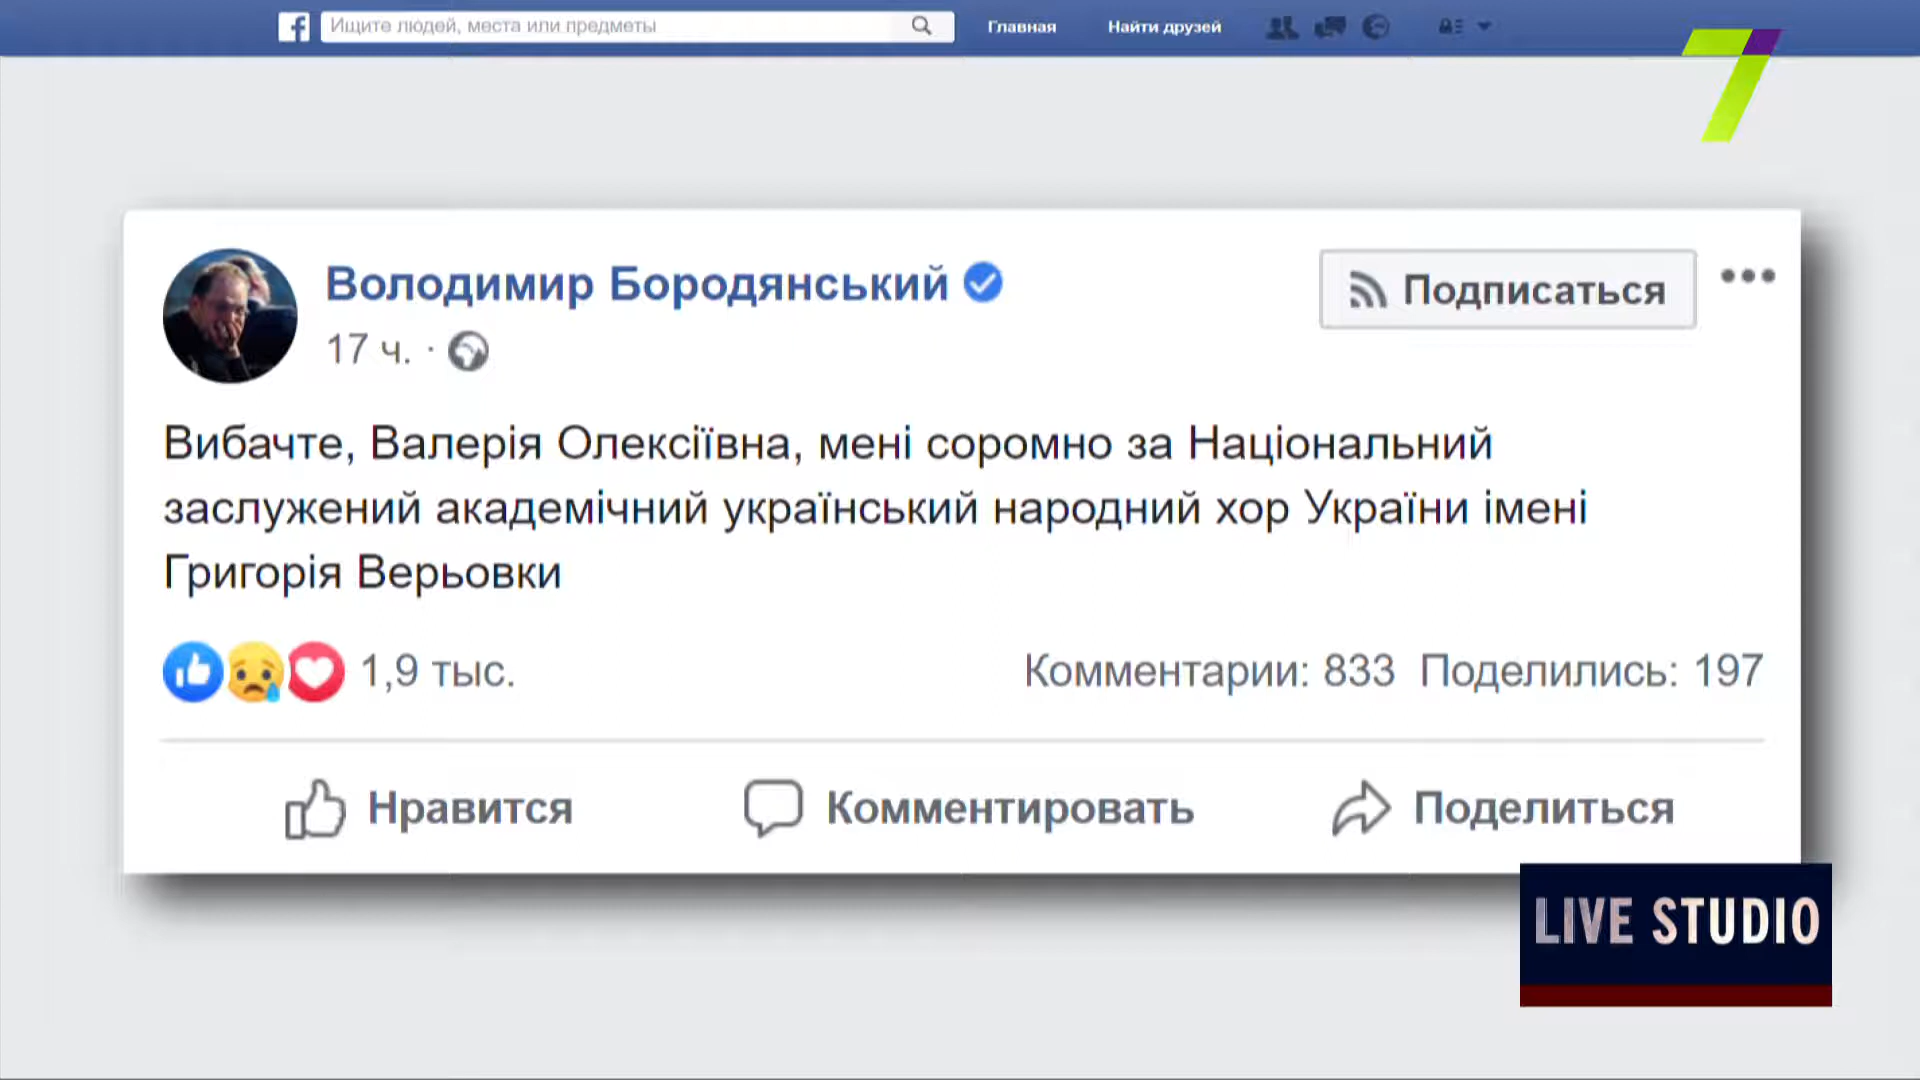 f Ищите людей, места или предметы Главная Найти друзей
7
Володимир Бородянський
Подписаться
17 ч. ·
Вибачте, Валерія Олексіївна, мені соромно за Національний
заслужений академічний український народний хор України імені
Григорія Верьовки
1,9 тыс. Комментарии: 833 Поделились: 197
Нравится Комментировать Поделиться
LIVE STUDIO